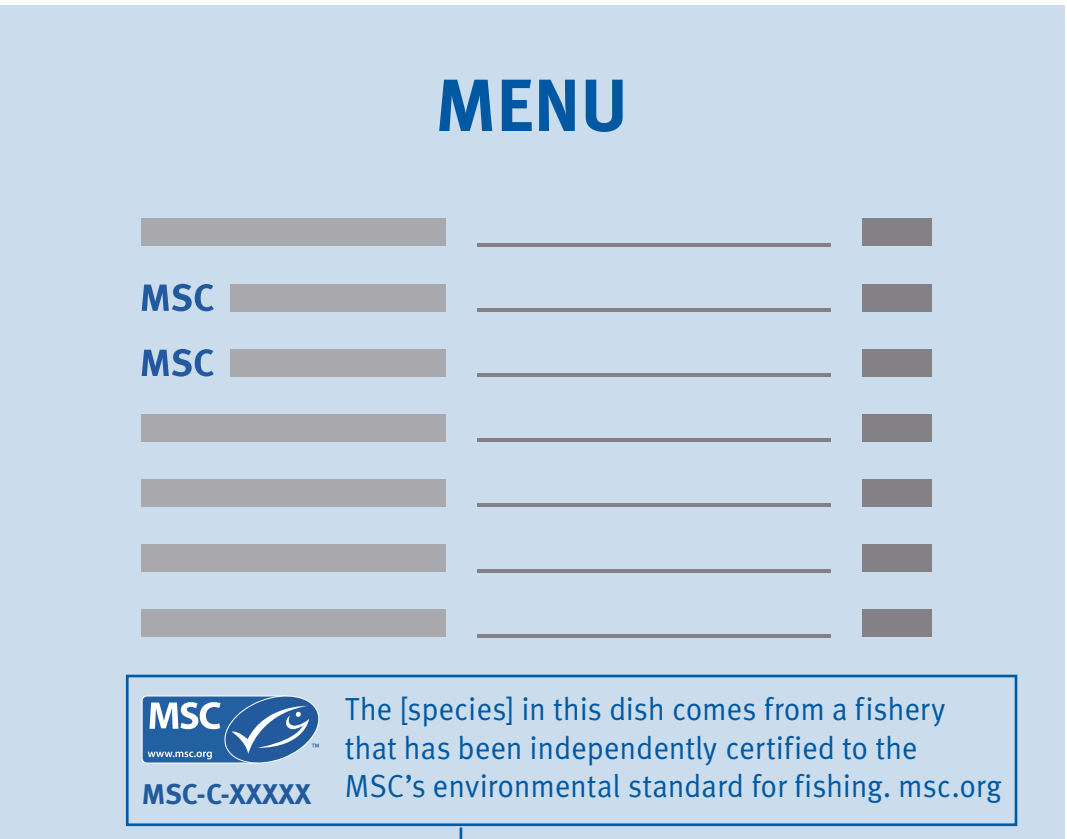 MENU
MSC
MSC
MSC
www.msc.org
TM
MSC-C-XXXXX
The [species] in this dish comes from a fishery
that has been independently certified to the
MSC’s environmental standard for fishing. msc.org